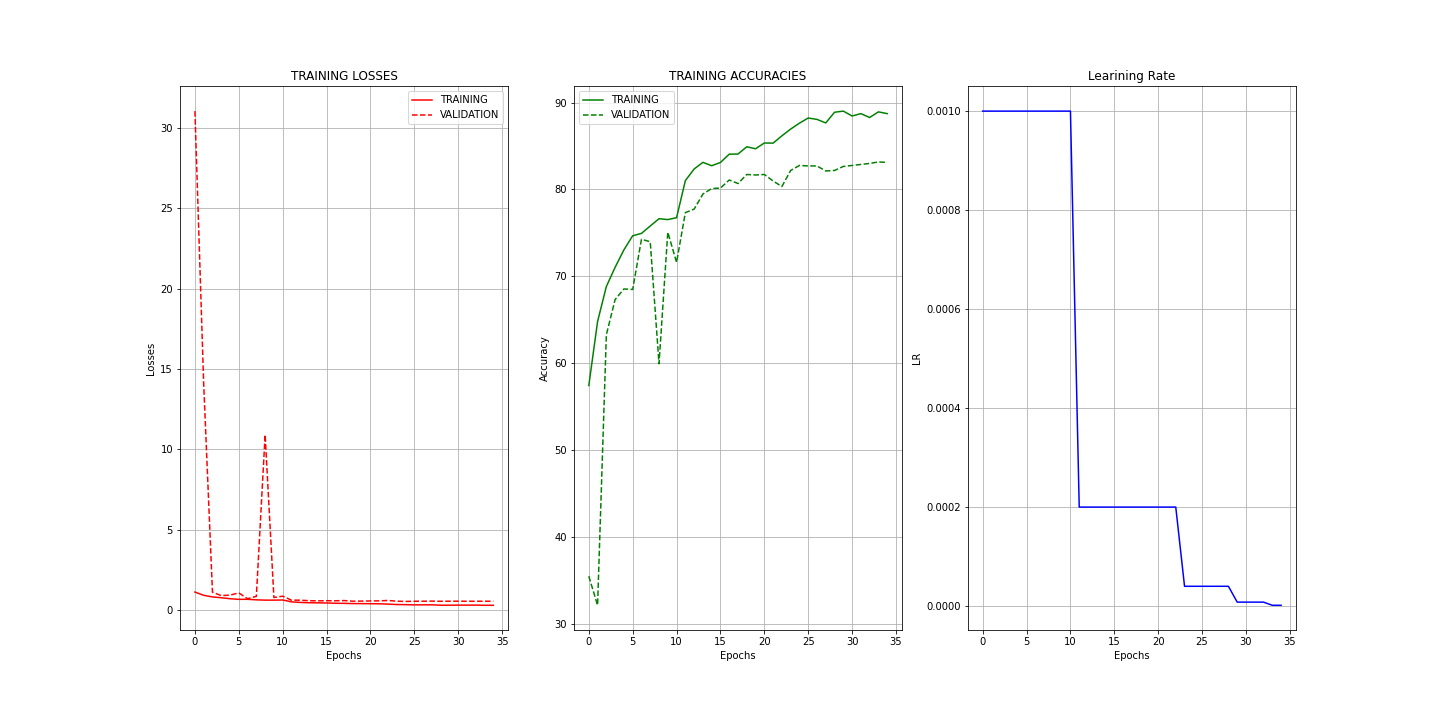 TRAINING LOSSES
TRAINING
VALIDATION
30
25
20
15
10
5
0
Losses
0 5 10 15 20 25 30 35
Epochs
TRAINING ACCURACIES
TRAINING
VALIDATION
90
80
70
60
50
40
30
Accuracy
0 5 10 15 20 25 30 35
Epochs
Learining Rate
0.0010
0.0008
0.0006
0.0004
0.0002
0.0000
LR
0 5 10 15 20 25 30 35
Epochs